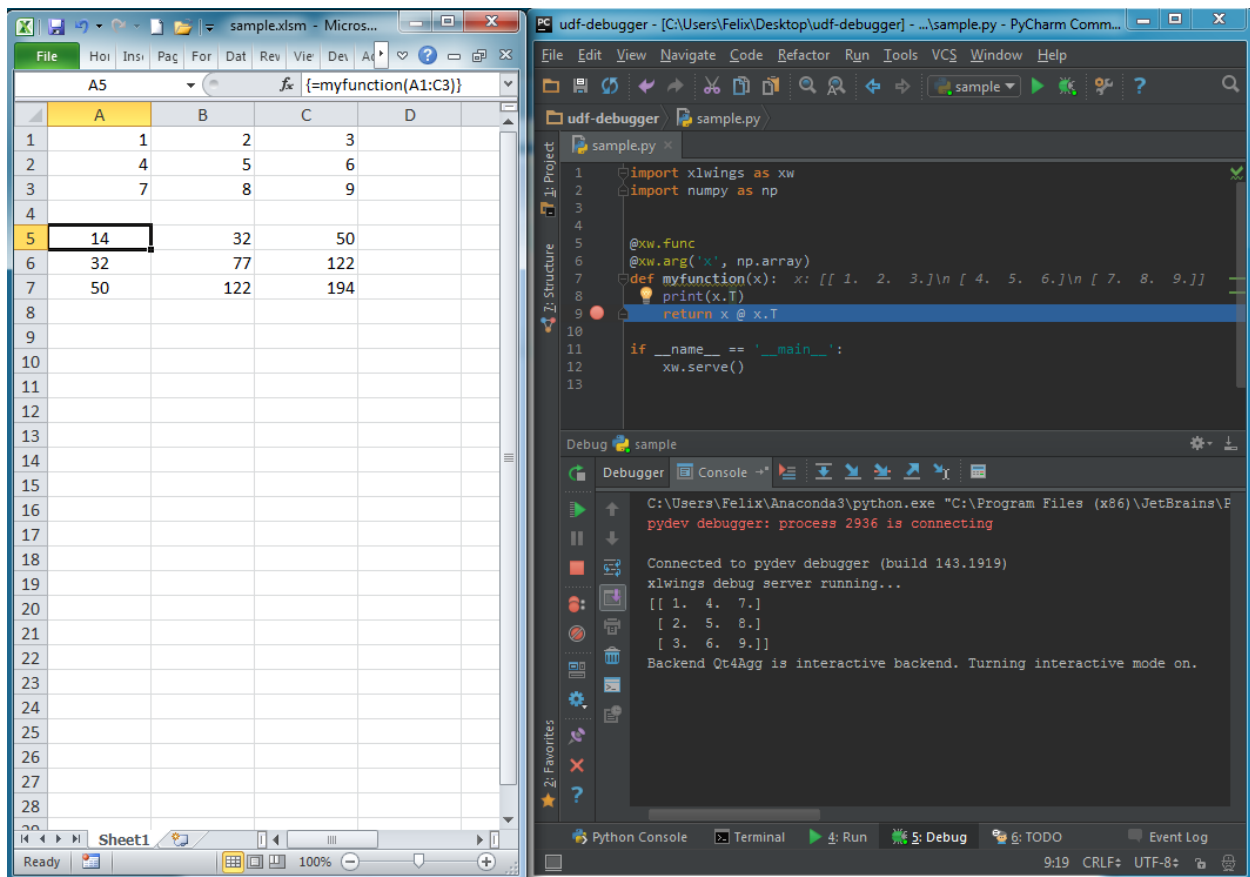 sample.xlsm - Micros...
File Hoi Insi Pag For Dat Rev Vie Dev Ac
A5 fx {=myfunction(A1:C3)}
A B C D
1 1 2 3
2 4 5 6
3 7 8 9
4
5 14 32 50
6 32 77 122
7 50 122 194
8
9
10
11
12
13
14
15
16
17
18
19
20
21
22
23
24
25
26
27
28
Sheet1
Ready 100%
PC udf-debugger - [C:\Users\Felix\Desktop\udf-debugger] - ...\sample.py - PyCharm Comm...
File Edit View Navigate Code Refactor Run Tools VCS Window Help
sample
udf-debugger sample.py
1: Project
7: Structure
2: Favorites
sample.py
1 import xlwings as xw
2 import numpy as np
3
4
5 @xw.func
6 @xw.arg('x', np.array)
7 def myfunction(x): x: [[ 1. 2. 3.]\n [ 4. 5. 6.]\n [ 7. 8. 9.]]
8 print(x.T)
9 return x @ x.T
10
11 if __name__ == '__main__':
12 xw.serve()
13
Debug sample
Debugger Console
C:\Users\Felix\Anaconda3\python.exe "C:\Program Files (x86)\JetBrains\P
pydev debugger: process 2936 is connecting
Connected to pydev debugger (build 143.1919)
xlwings debug server running...
[[ 1. 4. 7.]
[ 2. 5. 8.]
[ 3. 6. 9.]]
Backend Qt4Agg is interactive backend. Turning interactive mode on.
Python Console Terminal 4: Run 5: Debug 6: TODO Event Log
9:19 CRLF UTF-8